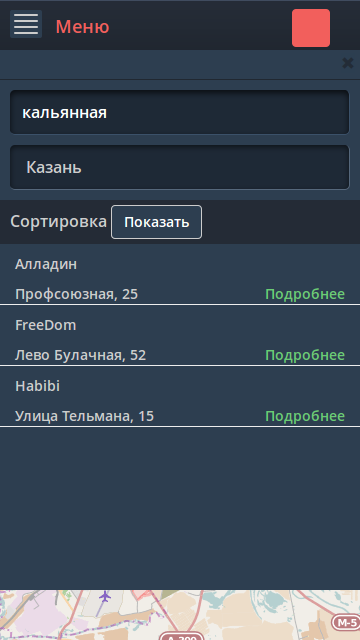 Меню
кальянная
Казань
Сортировка Показать
Алладин
Профсоюзная, 25 Подробнее
FreeDom
Лево Булачная, 52 Подробнее
Habibi
Улица Тельмана, 15 Подробнее
M-5
A-300